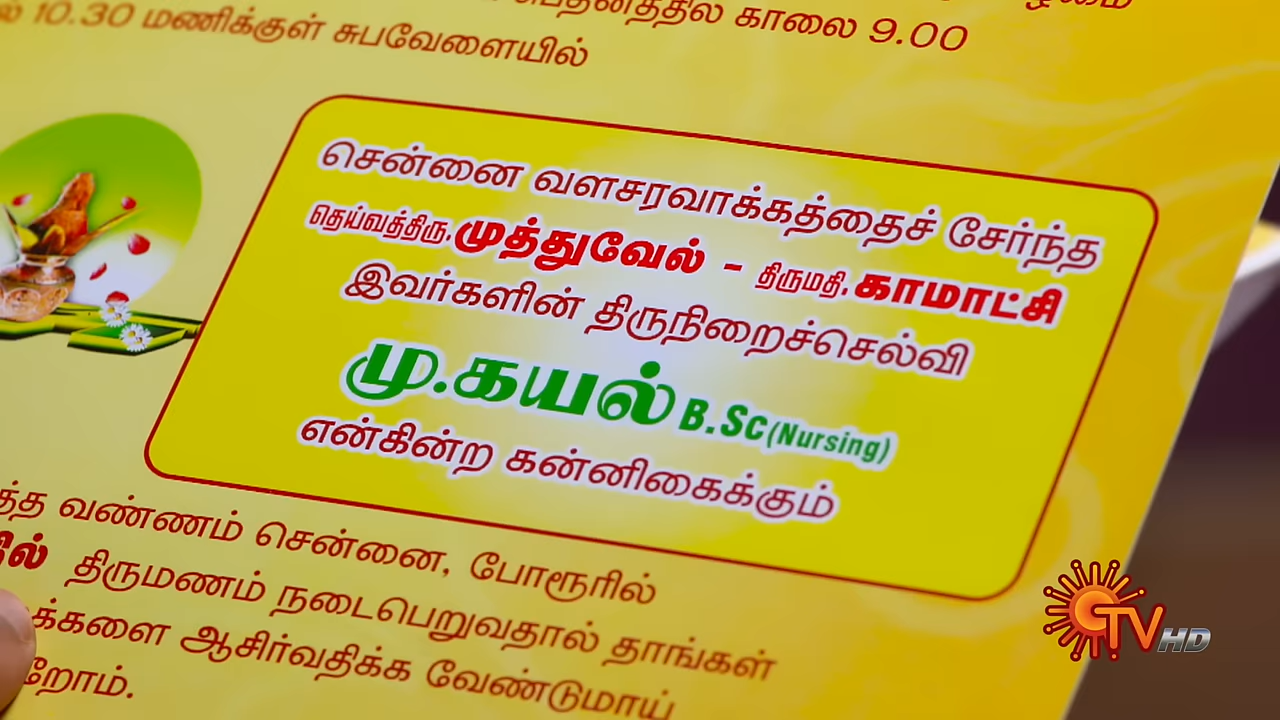 காலை 9.00
10.30 மணிக்குள் சுபவேளையில்
சென்னை வளசரவாக்கத்தைச் சேர்ந்த
தெய்வத்திரு.முத்துவேல் - திருமதி.காமாட்சி
இவர்களின் திருநிறைச்செல்வி
மு.கயல் B.Sc(Nursing)
என்கின்ற கன்னிகைக்கும்
வண்ணம் சென்னை, போரூரில்
திருமணம் நடைபெறுவதால் தாங்கள்
ஆசிர்வதிக்க வேண்டுமாய்
TV HD